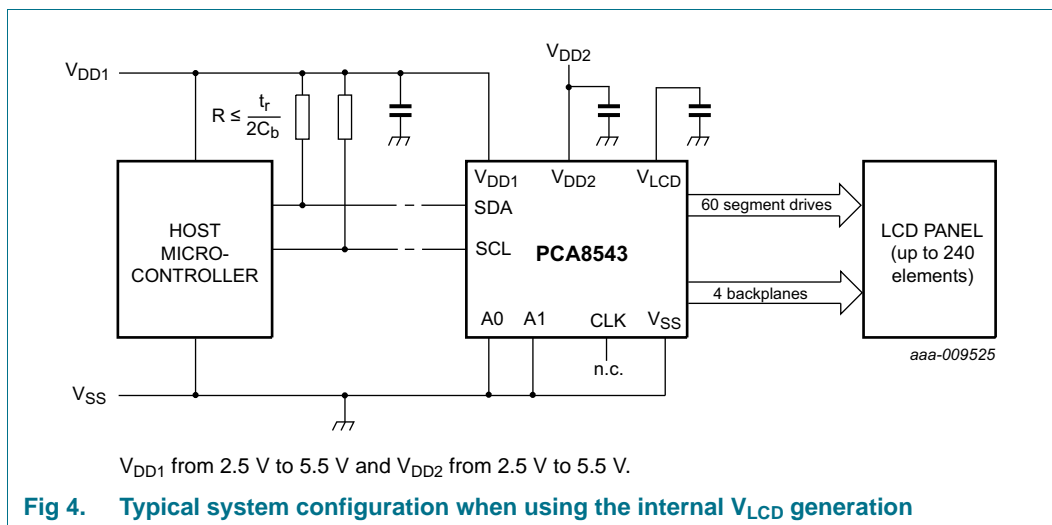 VDD2
VDD1
R ≤ tr/2Cb
VDD1 VDD2 VLCD
SDA
60 segment drives
HOST
MICRO-
CONTROLLER
SCL
PCA8543
LCD PANEL
(up to 240
elements)
4 backplanes
A0 A1 CLK VSS
n.c.
aaa-009525
VSS
VDD1 from 2.5 V to 5.5 V and VDD2 from 2.5 V to 5.5 V.
Fig 4. Typical system configuration when using the internal VLCD generation